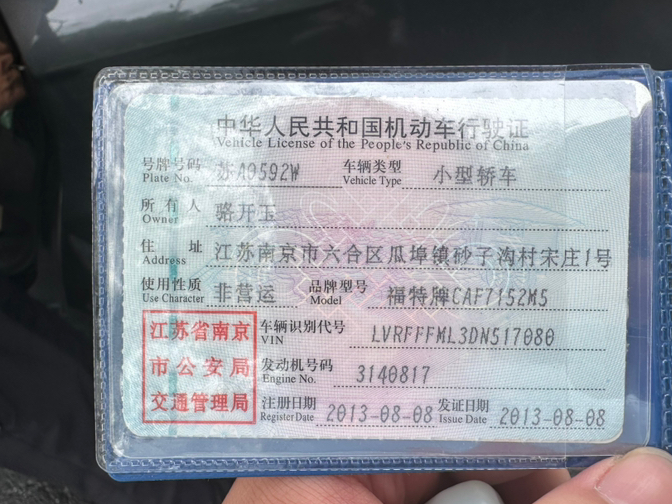 中华人民共和国机动车行驶证
Vehicle License of the People's Republic of China
号牌号码 苏A0592W 车辆类型 小型轿车
Plate No. Vehicle Type
所有人 骆开玉
Owner
住址 江苏南京市六合区瓜埠镇砂子沟村宋庄1号
Address
使用性质 非营运 品牌型号 福特牌CAF7152M5
Use Character Model
江苏省南京 车辆识别代号 LVRFFFML3DN517080
VIN
市公安局 发动机号码 3140817
Engine No.
交通管理局 注册日期 2013-08-08 发证日期 2013-08-08
Register Date Issue Date